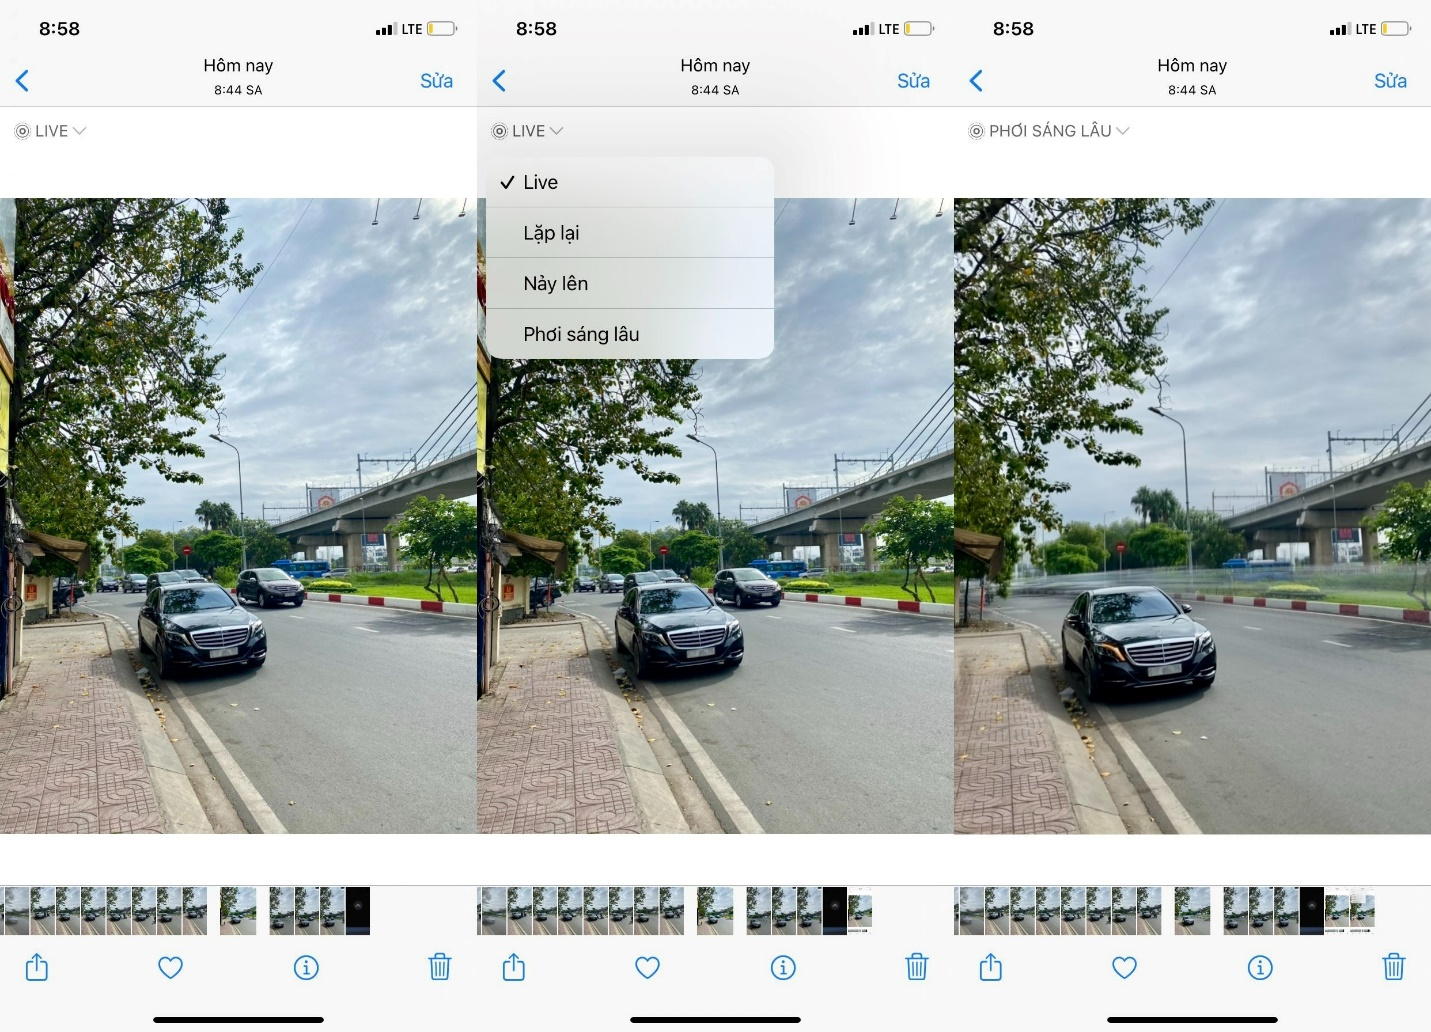 8:58
LTE
Hôm nay
8:44 SA
Sửa
LIVE
8:58
LTE
Hôm nay
8:44 SA
Sửa
LIVE
Live
Lặp lại
Nảy lên
Phơi sáng lâu
8:58
LTE
Hôm nay
8:44 SA
Sửa
PHƠI SÁNG LÂU